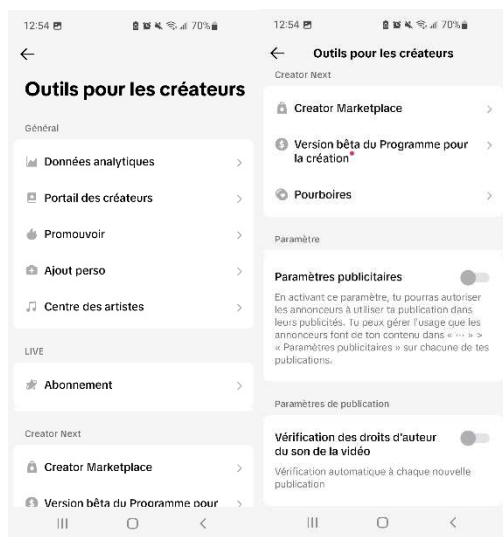 12:54
70%
Outils pour les créateurs
Général
Données analytiques
Portail des créateurs
Promouvoir
Ajout perso
Centre des artistes
LIVE
Abonnement
Creator Next
Creator Marketplace
Version bêta du Programme pour
12:54
70%
Outils pour les créateurs
Creator Next
Creator Marketplace
Version bêta du Programme pour
la création
Pourboires
Paramètre
Paramètres publicitaires
En activant ce paramètre, tu pourras autoriser
les annonceurs à utiliser ta publication dans
leurs publicités. Tu peux gérer l'usage que les
annonceurs font de ton contenu dans « ··· » >
« Paramètres publicitaires » sur chacune de tes
publications.
Paramètres de publication
Vérification des droits d'auteur
du son de la vidéo
Vérification automatique à chaque nouvelle
publication